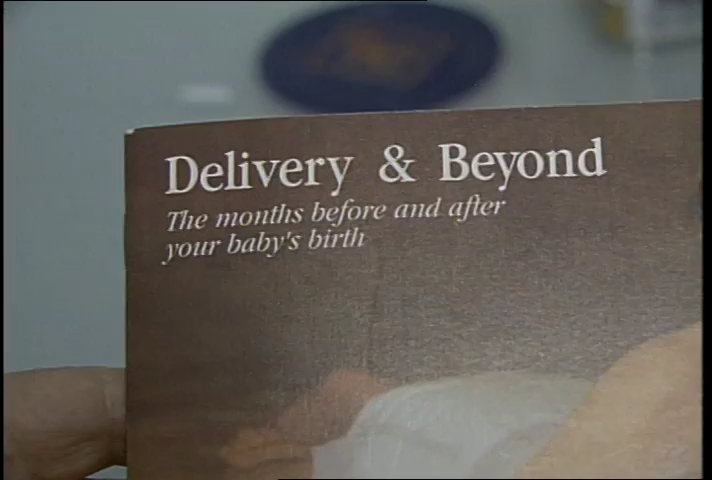 Delivery & Beyond
The months before and after
your baby's birth